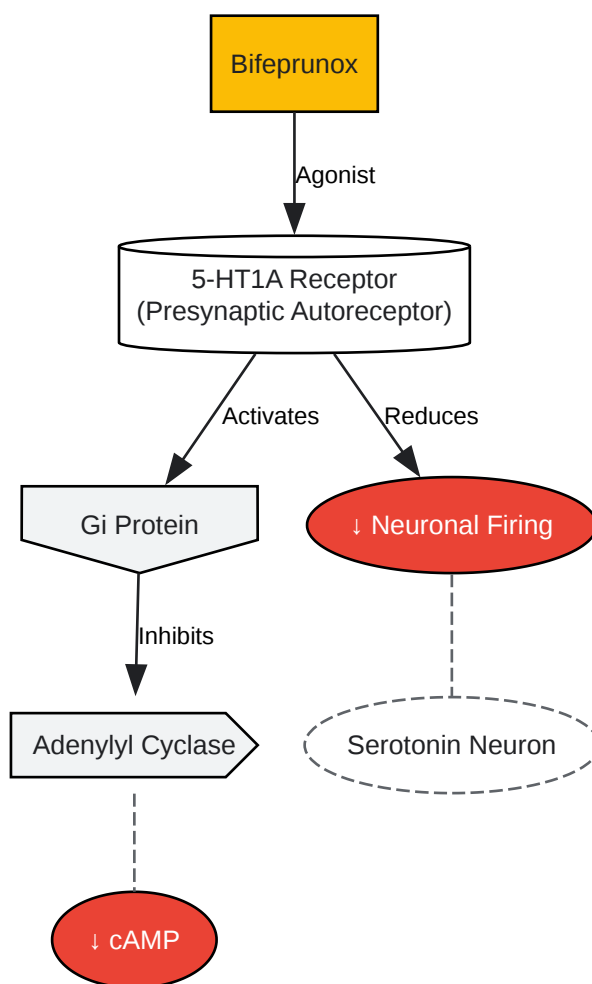 Bifeprunox
Agonist
5-HT1A Receptor
(Presynaptic Autoreceptor)
Activates
Reduces
Gi Protein
↓ Neuronal Firing
Inhibits
Adenylyl Cyclase
Serotonin Neuron
↓ cAMP